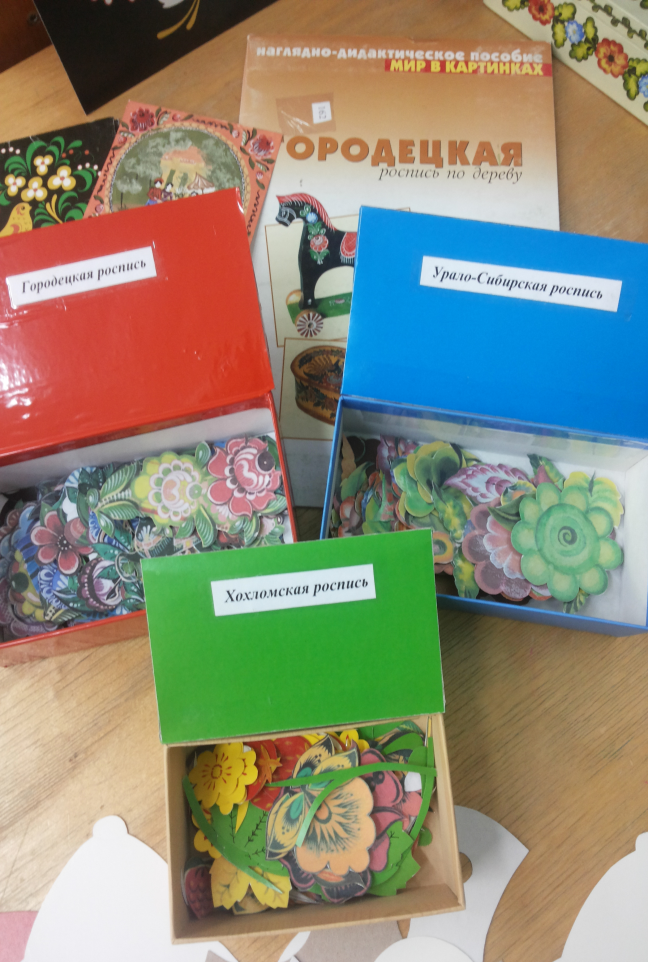 наглядно-дидактическое пособие
МИР В КАРТИНКАХ
ГОРОДЕЦКАЯ
роспись по дереву
Городецкая роспись
Урало-Сибирская роспись
Хохломская роспись